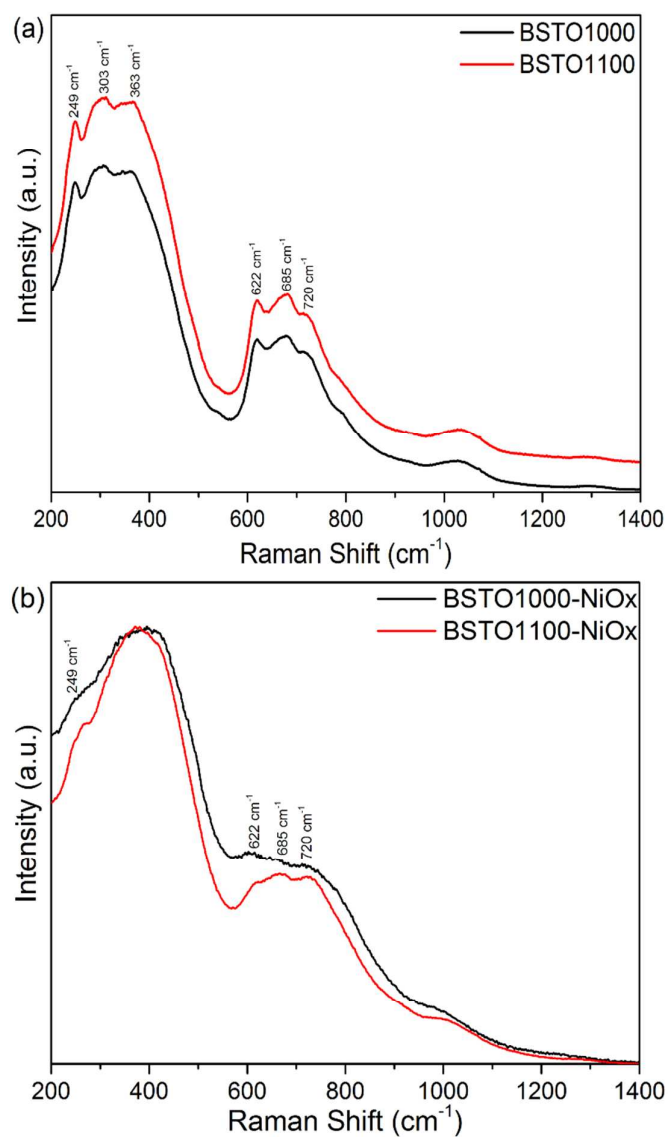 (a)
BSTO1000
BSTO1100
249 cm⁻¹
303 cm⁻¹
363 cm⁻¹
622 cm⁻¹
685 cm⁻¹
720 cm⁻¹
Intensity (a.u.)
200 400 600 800 1000 1200 1400
Raman Shift (cm⁻¹)
(b)
BSTO1000-NiOx
BSTO1100-NiOx
249 cm⁻¹
622 cm⁻¹
685 cm⁻¹
720 cm⁻¹
Intensity (a.u.)
200 400 600 800 1000 1200 1400
Raman Shift (cm⁻¹)